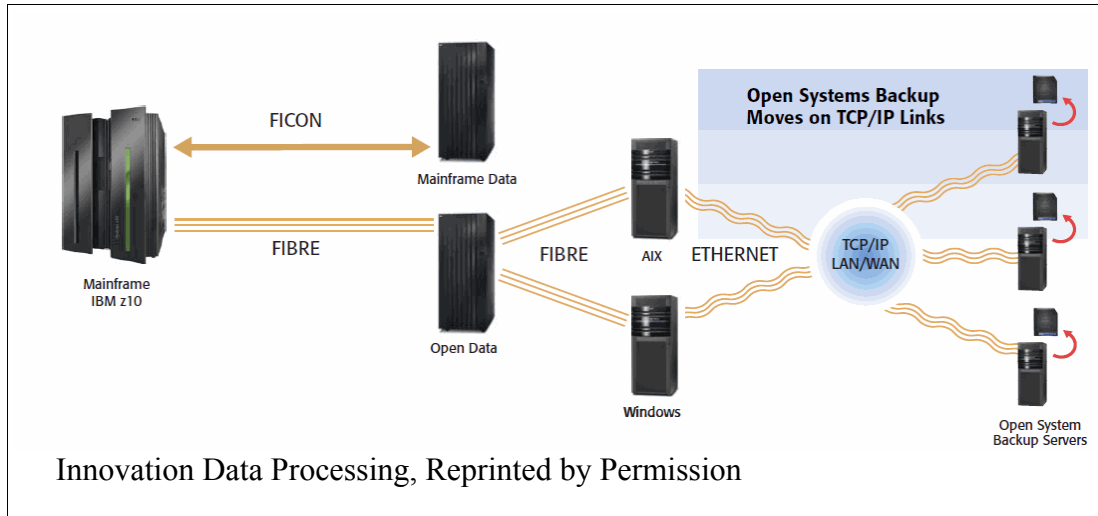 FICON
Mainframe Data
Open Systems Backup
Moves on TCP/IP Links
FIBRE
Mainframe
IBM z10
FIBRE
Open Data
AIX
ETHERNET
TCP/IP
LAN/WAN
Windows
Open System
Backup Servers
Innovation Data Processing, Reprinted by Permission